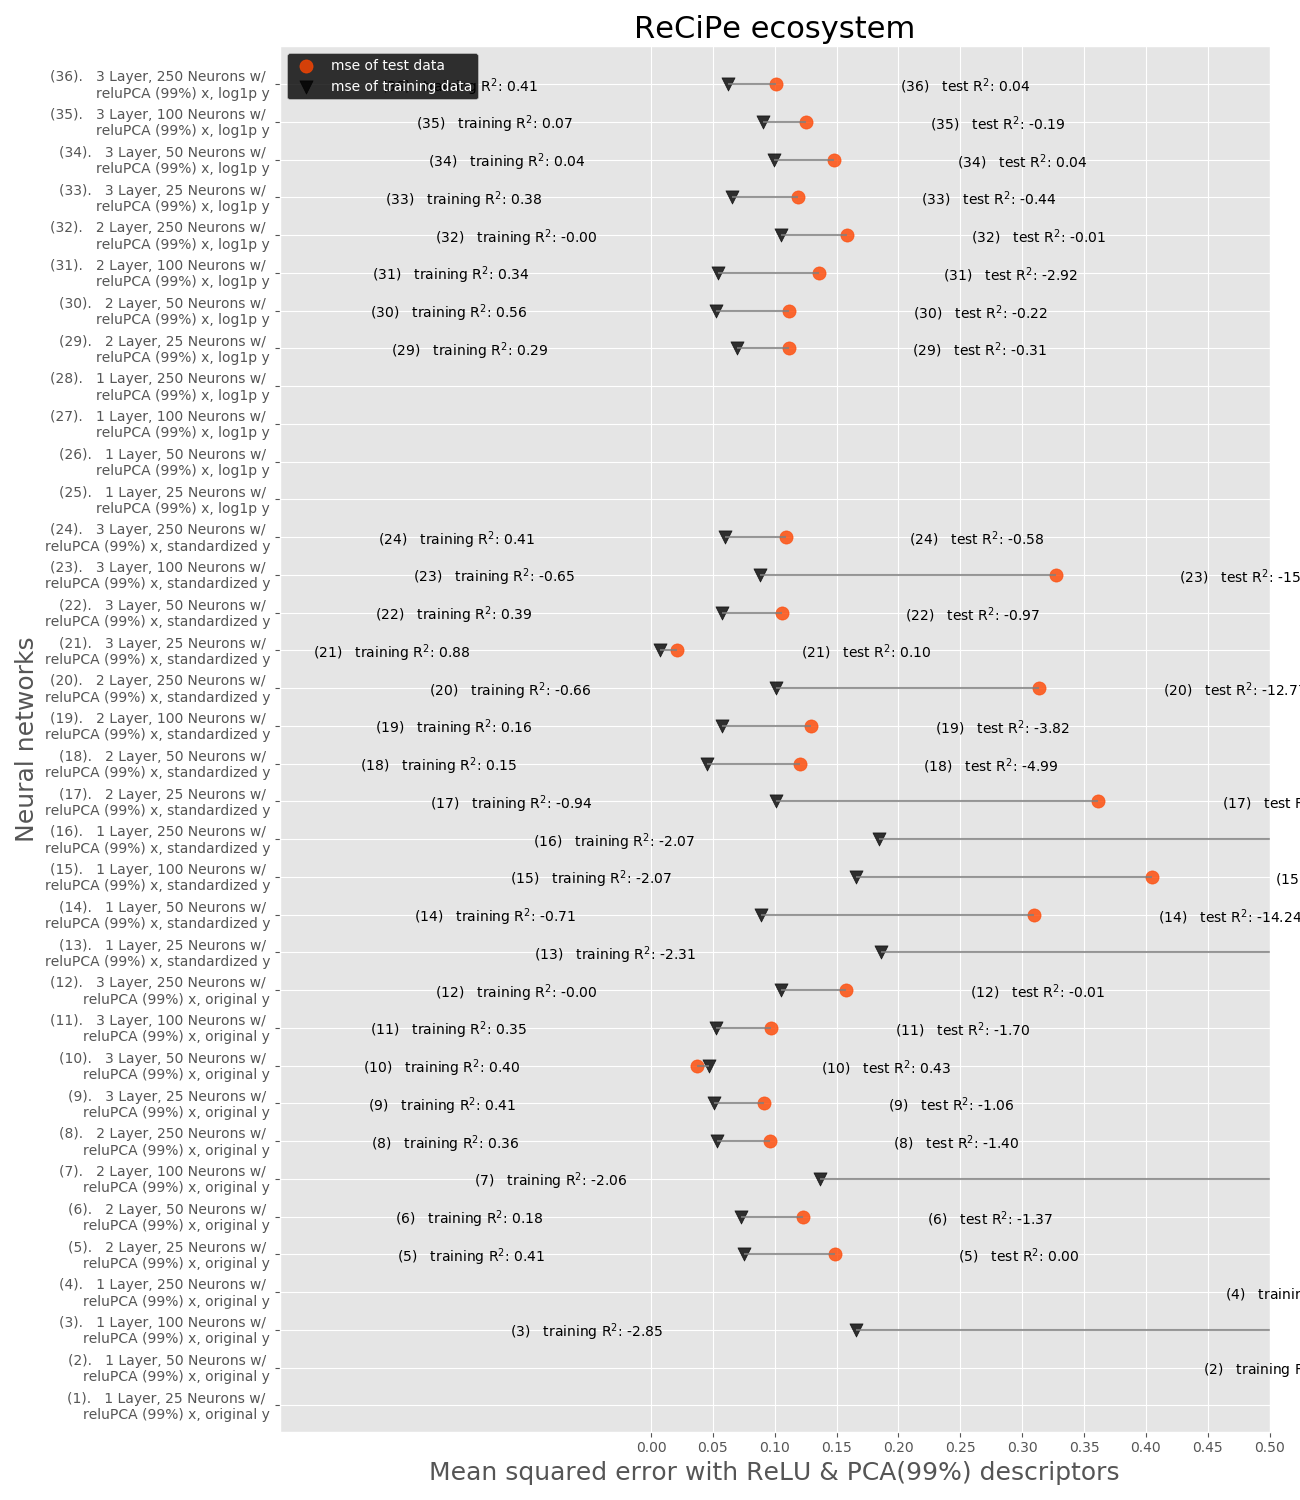 ReCiPe ecosystem
mse of test data
mse of training data
(36).   3 Layer, 250 Neurons w/
reluPCA (99%) x, log1p y
R²: 0.41
(36)   test R²: 0.04
(35).   3 Layer, 100 Neurons w/
reluPCA (99%) x, log1p y
(35)   training R²: 0.07
(35)   test R²: -0.19
(34).   3 Layer, 50 Neurons w/
reluPCA (99%) x, log1p y
(34)   training R²: 0.04
(34)   test R²: 0.04
(33).   3 Layer, 25 Neurons w/
reluPCA (99%) x, log1p y
(33)   training R²: 0.38
(33)   test R²: -0.44
(32).   2 Layer, 250 Neurons w/
reluPCA (99%) x, log1p y
(32)   training R²: -0.00
(32)   test R²: -0.01
(31).   2 Layer, 100 Neurons w/
reluPCA (99%) x, log1p y
(31)   training R²: 0.34
(31)   test R²: -2.92
(30).   2 Layer, 50 Neurons w/
reluPCA (99%) x, log1p y
(30)   training R²: 0.56
(30)   test R²: -0.22
(29).   2 Layer, 25 Neurons w/
reluPCA (99%) x, log1p y
(29)   training R²: 0.29
(29)   test R²: -0.31
(28).   1 Layer, 250 Neurons w/
reluPCA (99%) x, log1p y
(27).   1 Layer, 100 Neurons w/
reluPCA (99%) x, log1p y
(26).   1 Layer, 50 Neurons w/
reluPCA (99%) x, log1p y
(25).   1 Layer, 25 Neurons w/
reluPCA (99%) x, log1p y
(24).   3 Layer, 250 Neurons w/
reluPCA (99%) x, standardized y
(24)   training R²: 0.41
(24)   test R²: -0.58
(23).   3 Layer, 100 Neurons w/
reluPCA (99%) x, standardized y
(23)   training R²: -0.65
(23)   test R²: -15
(22).   3 Layer, 50 Neurons w/
reluPCA (99%) x, standardized y
(22)   training R²: 0.39
(22)   test R²: -0.97
(21).   3 Layer, 25 Neurons w/
reluPCA (99%) x, standardized y
(21)   training R²: 0.88
(21)   test R²: 0.10
(20).   2 Layer, 250 Neurons w/
reluPCA (99%) x, standardized y
(20)   training R²: -0.66
(20)   test R²: -12.7
(19).   2 Layer, 100 Neurons w/
reluPCA (99%) x, standardized y
(19)   training R²: 0.16
(19)   test R²: -3.82
(18).   2 Layer, 50 Neurons w/
reluPCA (99%) x, standardized y
(18)   training R²: 0.15
(18)   test R²: -4.99
(17).   2 Layer, 25 Neurons w/
reluPCA (99%) x, standardized y
(17)   training R²: -0.94
(17)   test R
(16).   1 Layer, 250 Neurons w/
reluPCA (99%) x, standardized y
(16)   training R²: -2.07
(15).   1 Layer, 100 Neurons w/
reluPCA (99%) x, standardized y
(15)   training R²: -2.07
(15
(14).   1 Layer, 50 Neurons w/
reluPCA (99%) x, standardized y
(14)   training R²: -0.71
(14)   test R²: -14.24
(13).   1 Layer, 25 Neurons w/
reluPCA (99%) x, standardized y
(13)   training R²: -2.31
(12).   3 Layer, 250 Neurons w/
reluPCA (99%) x, original y
(12)   training R²: -0.00
(12)   test R²: -0.01
(11).   3 Layer, 100 Neurons w/
reluPCA (99%) x, original y
(11)   training R²: 0.35
(11)   test R²: -1.70
(10).   3 Layer, 50 Neurons w/
reluPCA (99%) x, original y
(10)   training R²: 0.40
(10)   test R²: 0.43
(9).   3 Layer, 25 Neurons w/
reluPCA (99%) x, original y
(9)   training R²: 0.41
(9)   test R²: -1.06
(8).   2 Layer, 250 Neurons w/
reluPCA (99%) x, original y
(8)   training R²: 0.36
(8)   test R²: -1.40
(7).   2 Layer, 100 Neurons w/
reluPCA (99%) x, original y
(7)   training R²: -2.06
(6).   2 Layer, 50 Neurons w/
reluPCA (99%) x, original y
(6)   training R²: 0.18
(6)   test R²: -1.37
(5).   2 Layer, 25 Neurons w/
reluPCA (99%) x, original y
(5)   training R²: 0.41
(5)   test R²: 0.00
(4).   1 Layer, 250 Neurons w/
reluPCA (99%) x, original y
(4)   trainin
(3).   1 Layer, 100 Neurons w/
reluPCA (99%) x, original y
(3)   training R²: -2.85
(2).   1 Layer, 50 Neurons w/
reluPCA (99%) x, original y
(2)   training R
(1).   1 Layer, 25 Neurons w/
reluPCA (99%) x, original y
Neural networks
0.00 0.05 0.10 0.15 0.20 0.25 0.30 0.35 0.40 0.45 0.50
Mean squared error with ReLU & PCA(99%) descriptors